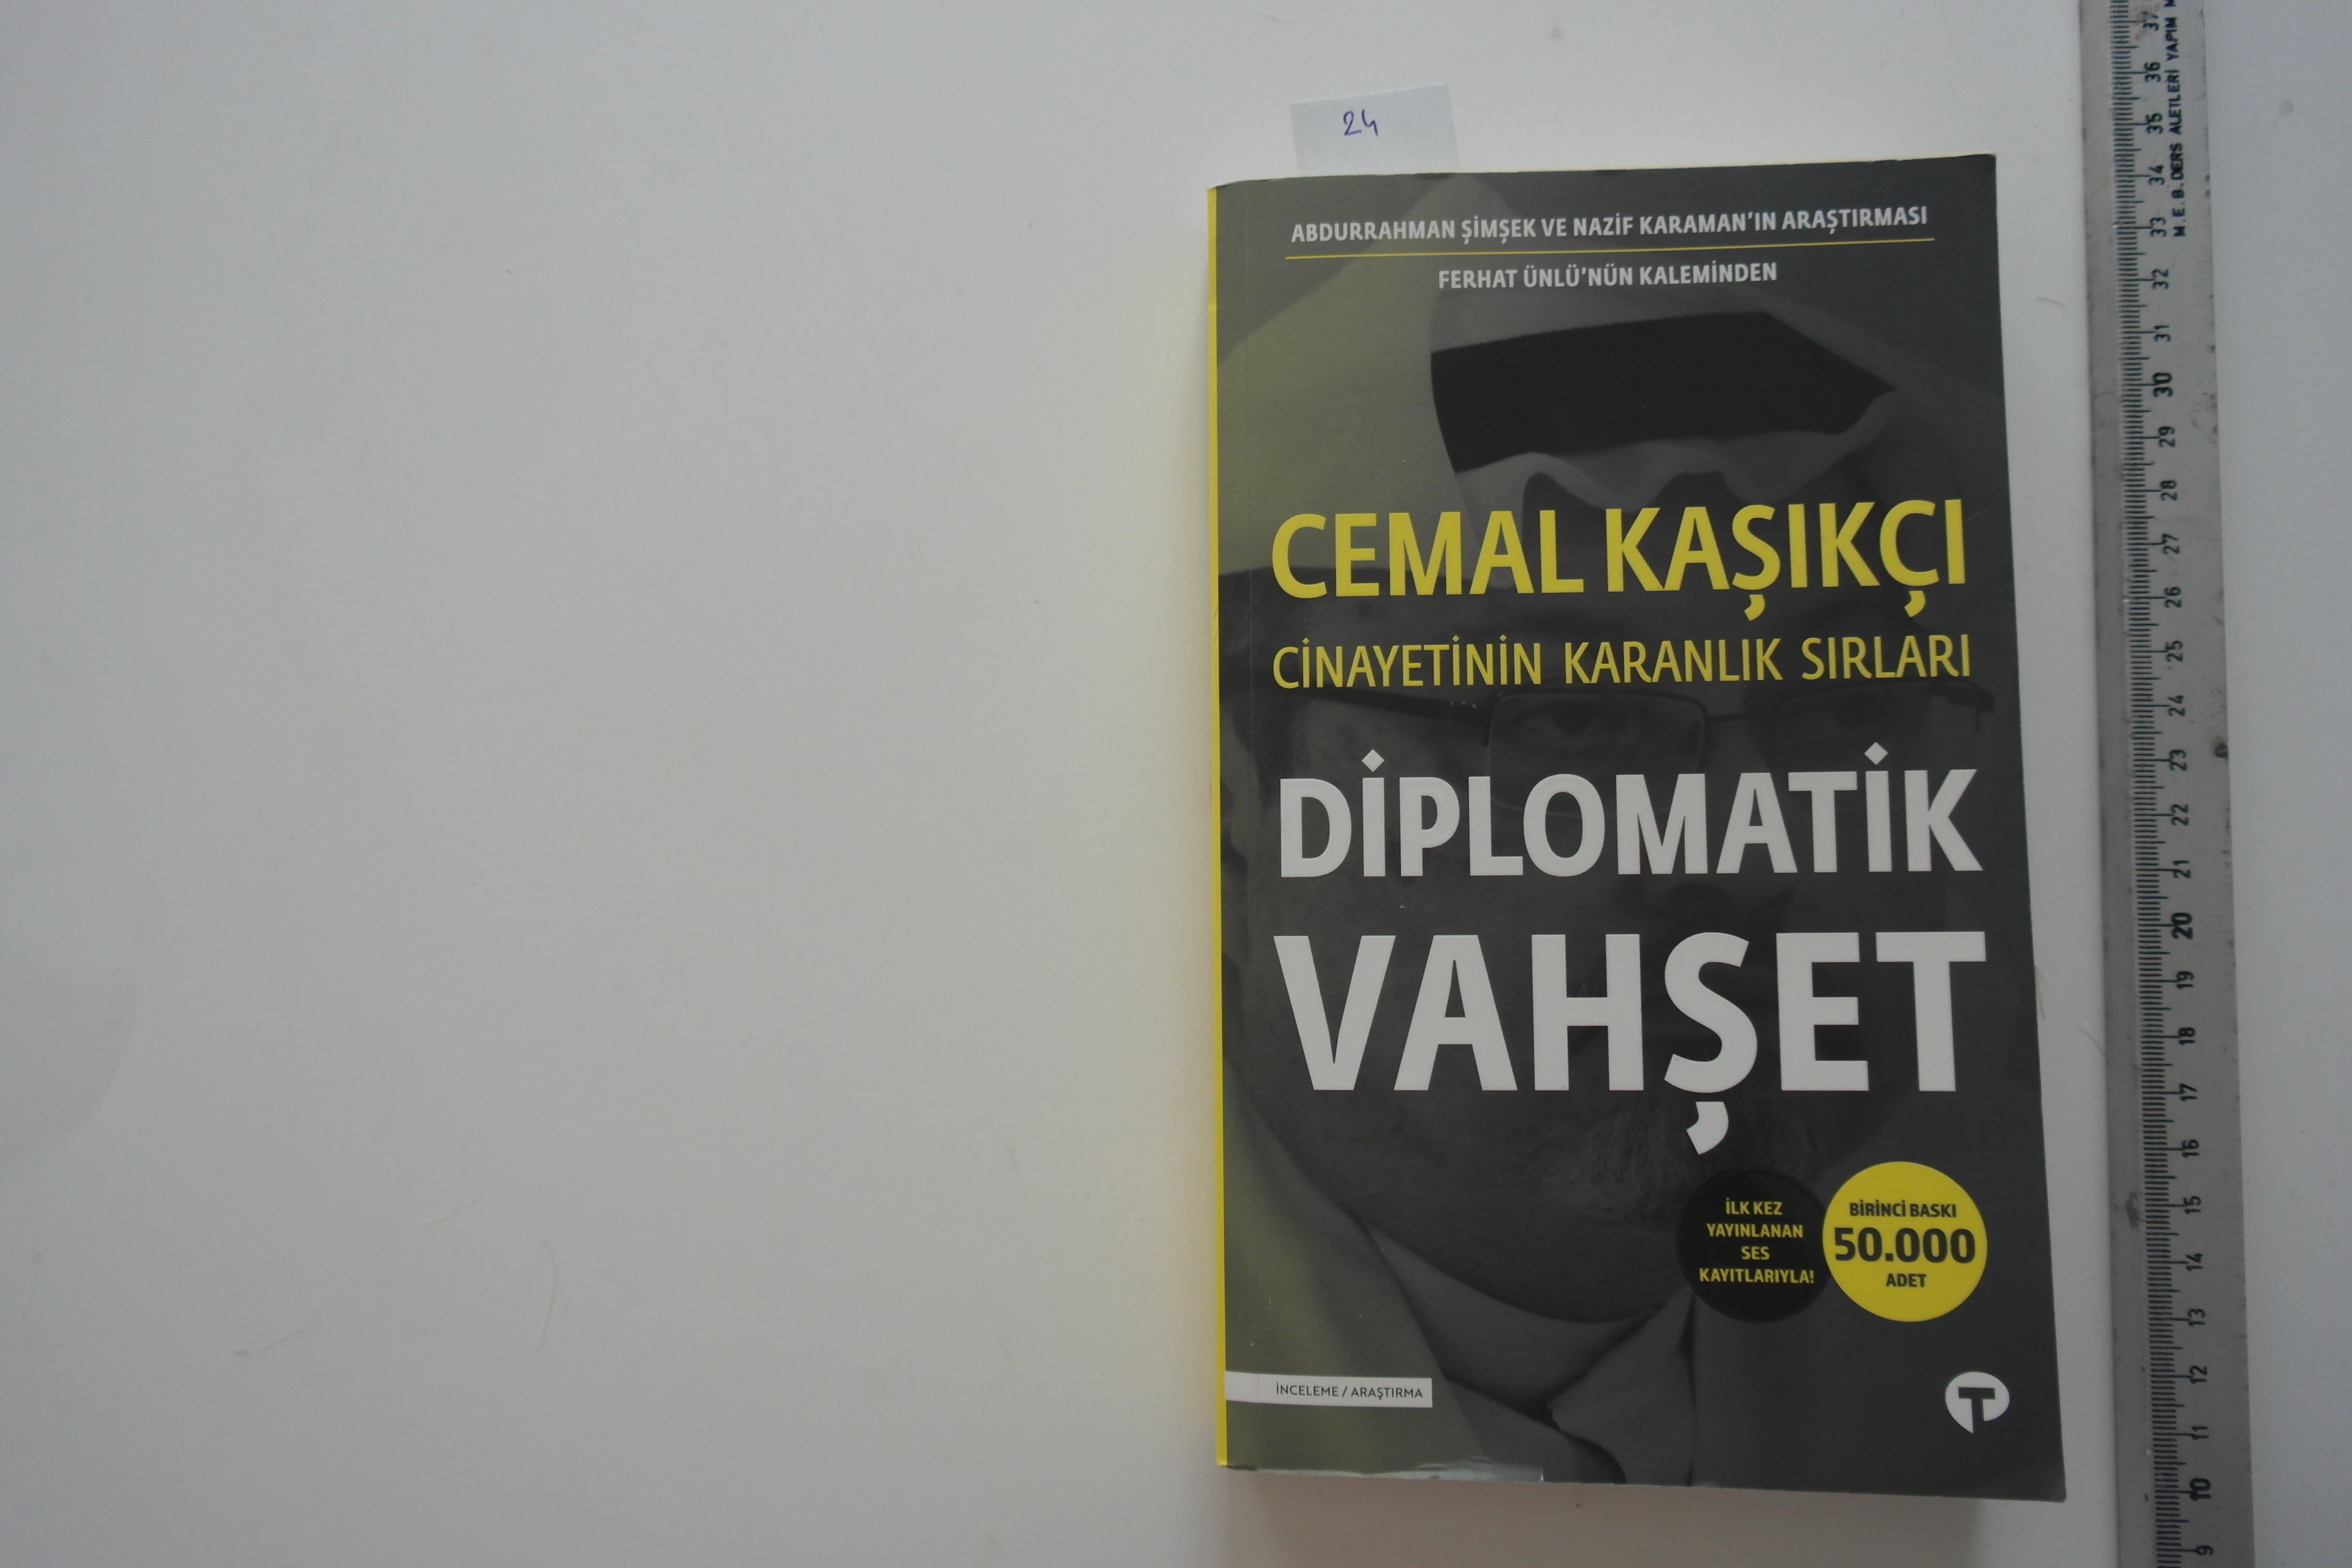 24
ABDURRAHMAN ŞİMŞEK VE NAZİF KARAMAN'IN ARAŞTIRMASI
FERHAT ÜNLÜ'NÜN KALEMİNDEN
CEMAL KAŞIKÇI
CİNAYETİNİN KARANLIK SIRLARI
DİPLOMATİK
VAHŞET
İLK KEZ
YAYINLANAN
SES
KAYITLARIYLA!
BİRİNCİ BASKI
50.000
ADET
İNCELEME / ARAŞTIRMA
T
M.E.B. DERS ALETLERİ YAPIM
37
36
35
34
33
32
31
30
29
28
27
26
25
24
23
22
21
20
19
18
17
16
15
14
13
12
11
10
9